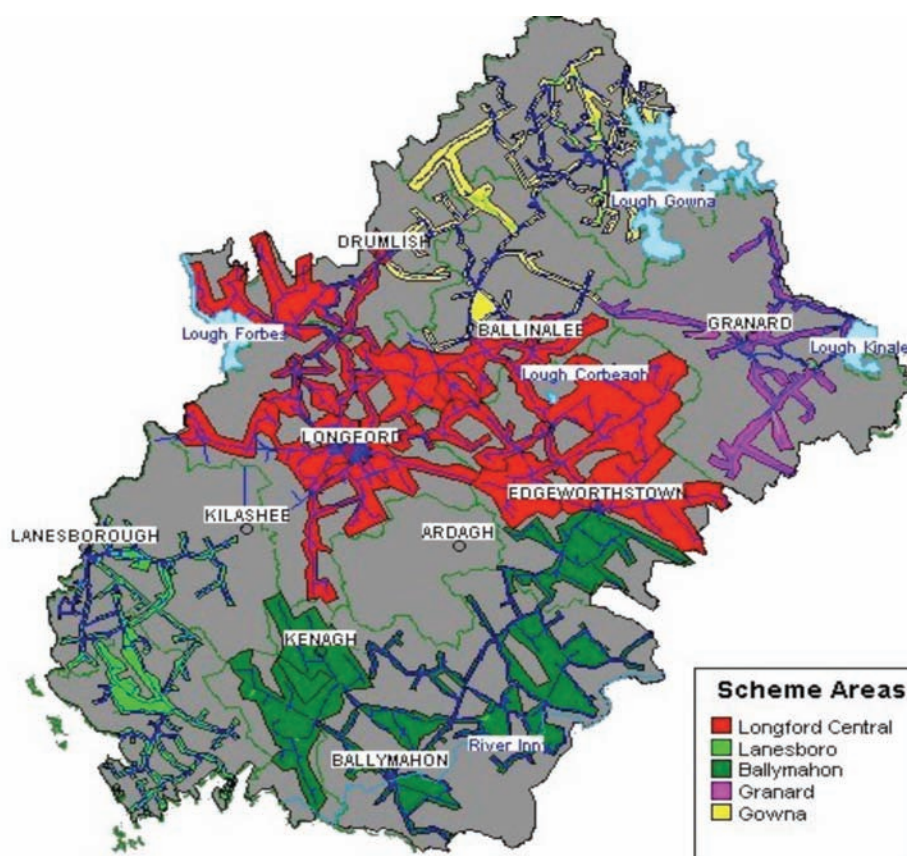 Lough Gowna
DRUMLISH
Lough Forbes
BALLINALEE
GRANARD
Lough Kinale
Lough Corbeagh
LONGFORD
EDGEWORTHSTOWN
KILASHEE
ARDAGH
LANESBOROUGH
KENAGH
River Inny
BALLYMAHON
Scheme Areas
Longford Central
Lanesboro
Ballymahon
Granard
Gowna